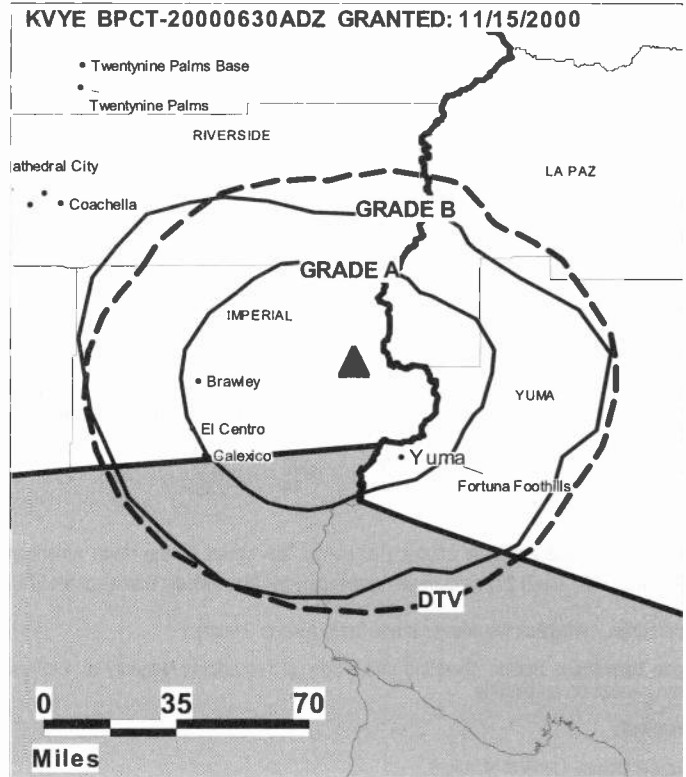 KVYE BPCT-20000630ADZ GRANTED: 11/15/2000
Twentynine Palms Base
Twentynine Palms
RIVERSIDE
LA PAZ
athedral City
Coachella
GRADE B
GRADE A
IMPERIAL
Brawley
YUMA
El Centro
Calexico
Yuma
Fortuna Foothills
DTV
0 35 70
Miles